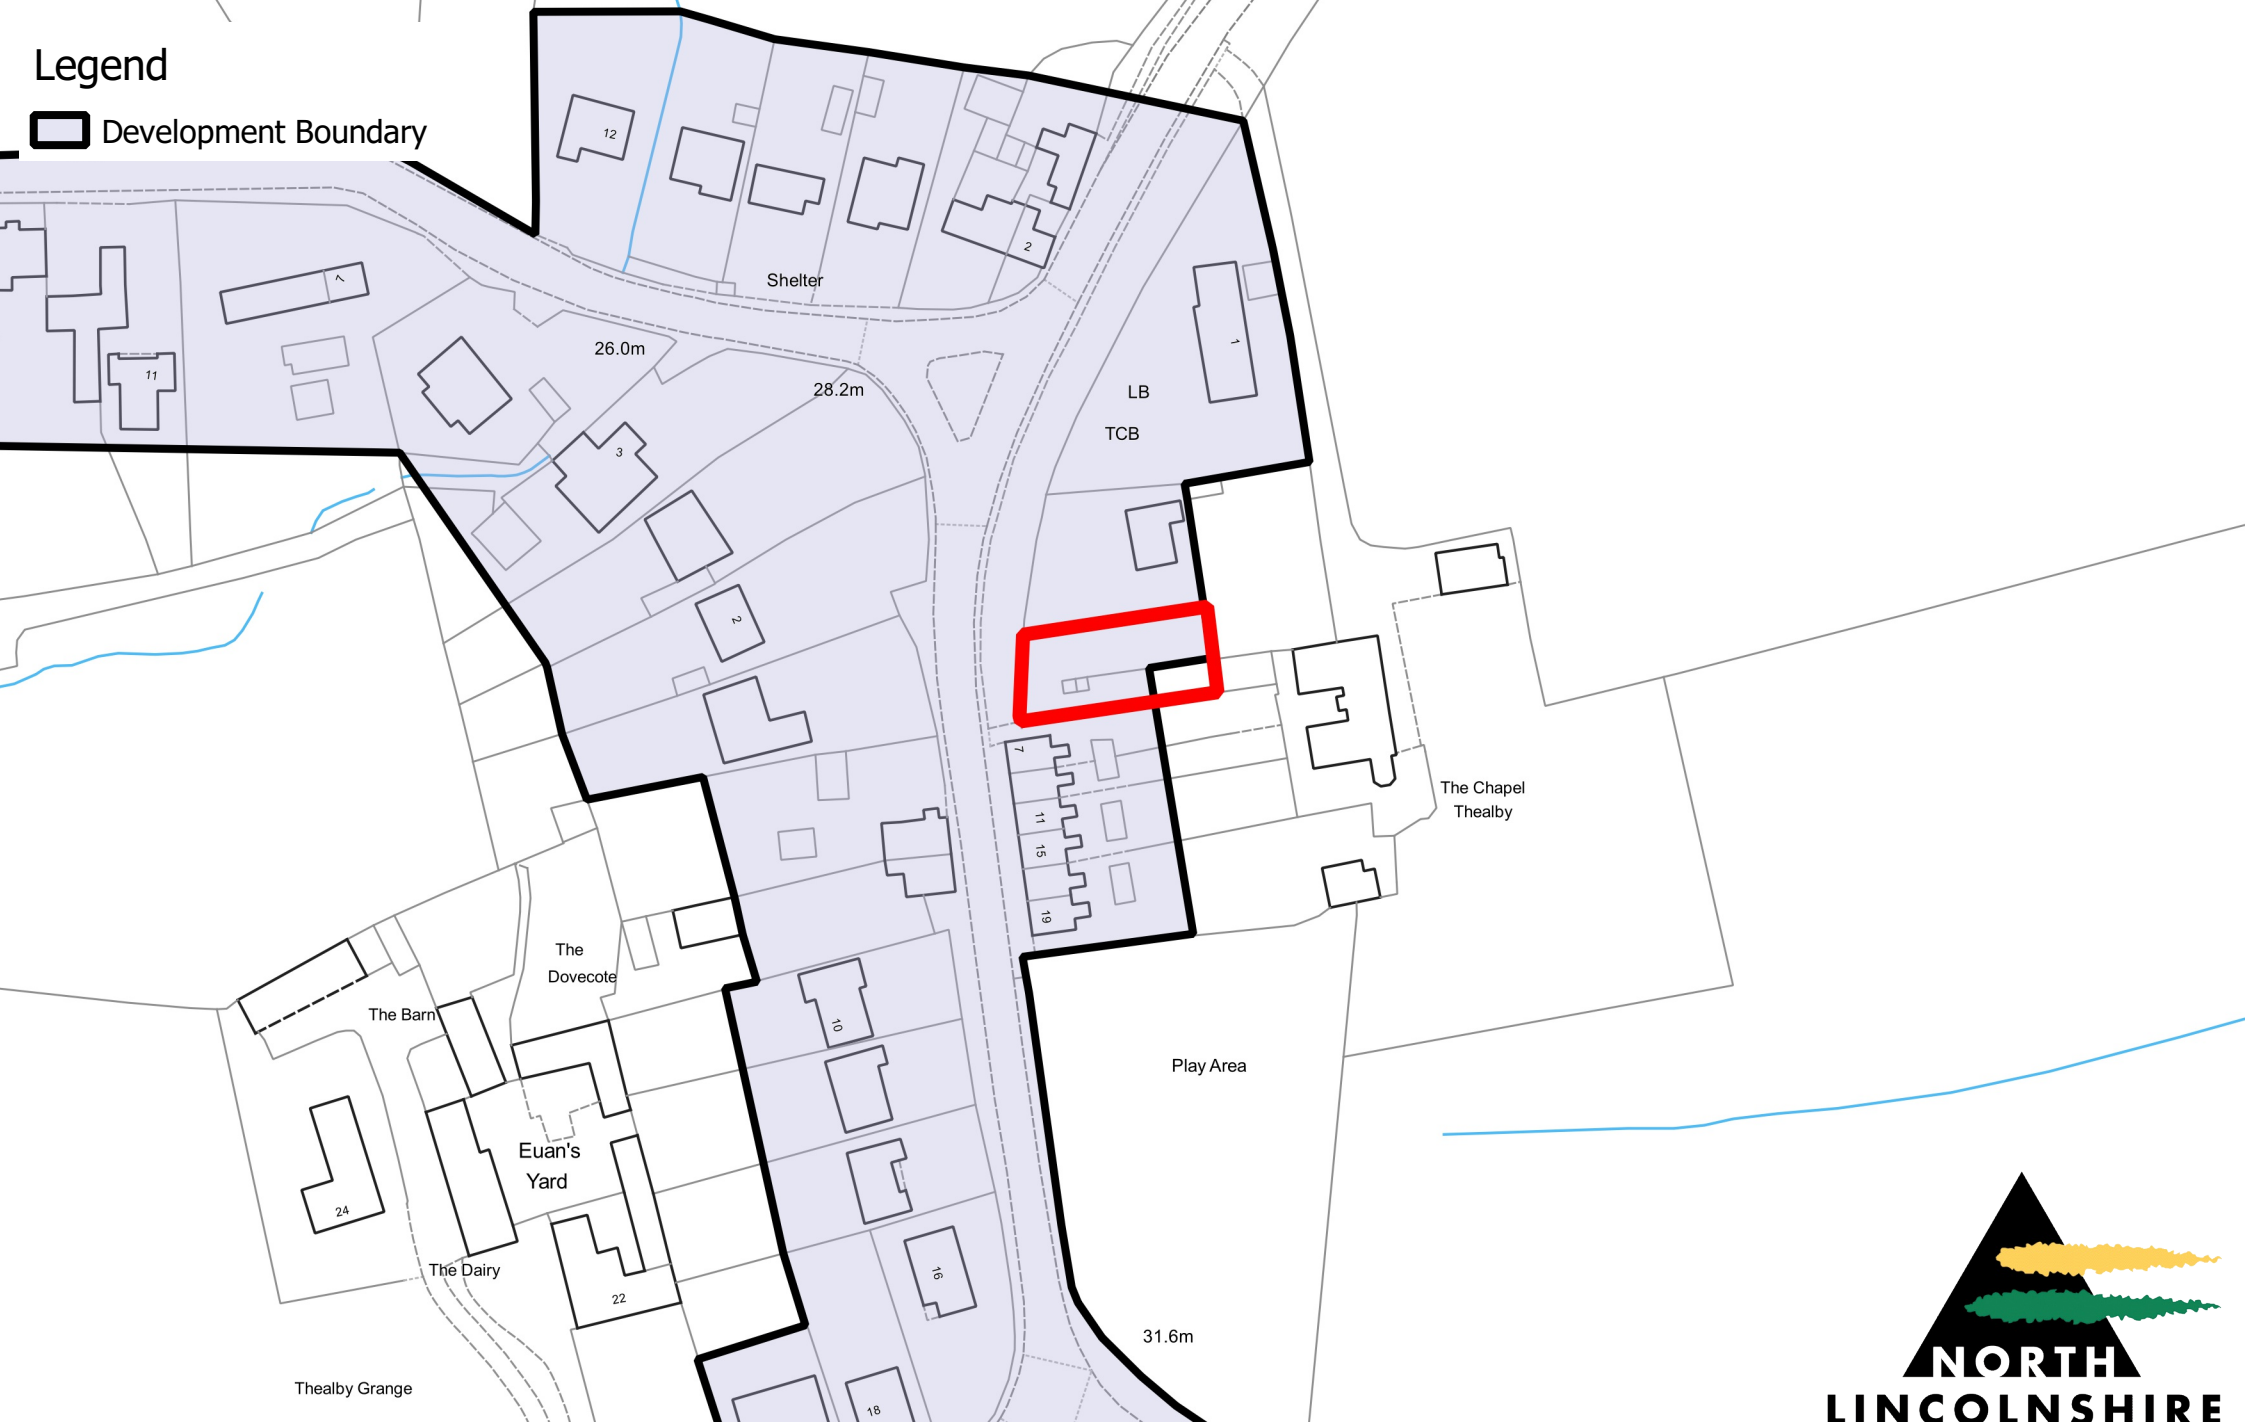 Legend
Development Boundary
12
2
Shelter
7
1
26.0m
11
28.2m
LB
3
TCB
2
7
The Chapel
Thealby
11
15
19
The
Dovecote
The Barn
10
Play Area
Euan's
Yard
24
The Dairy
16
22
31.6m
Thealby Grange
18
NORTH
LINCOLNSHIRE